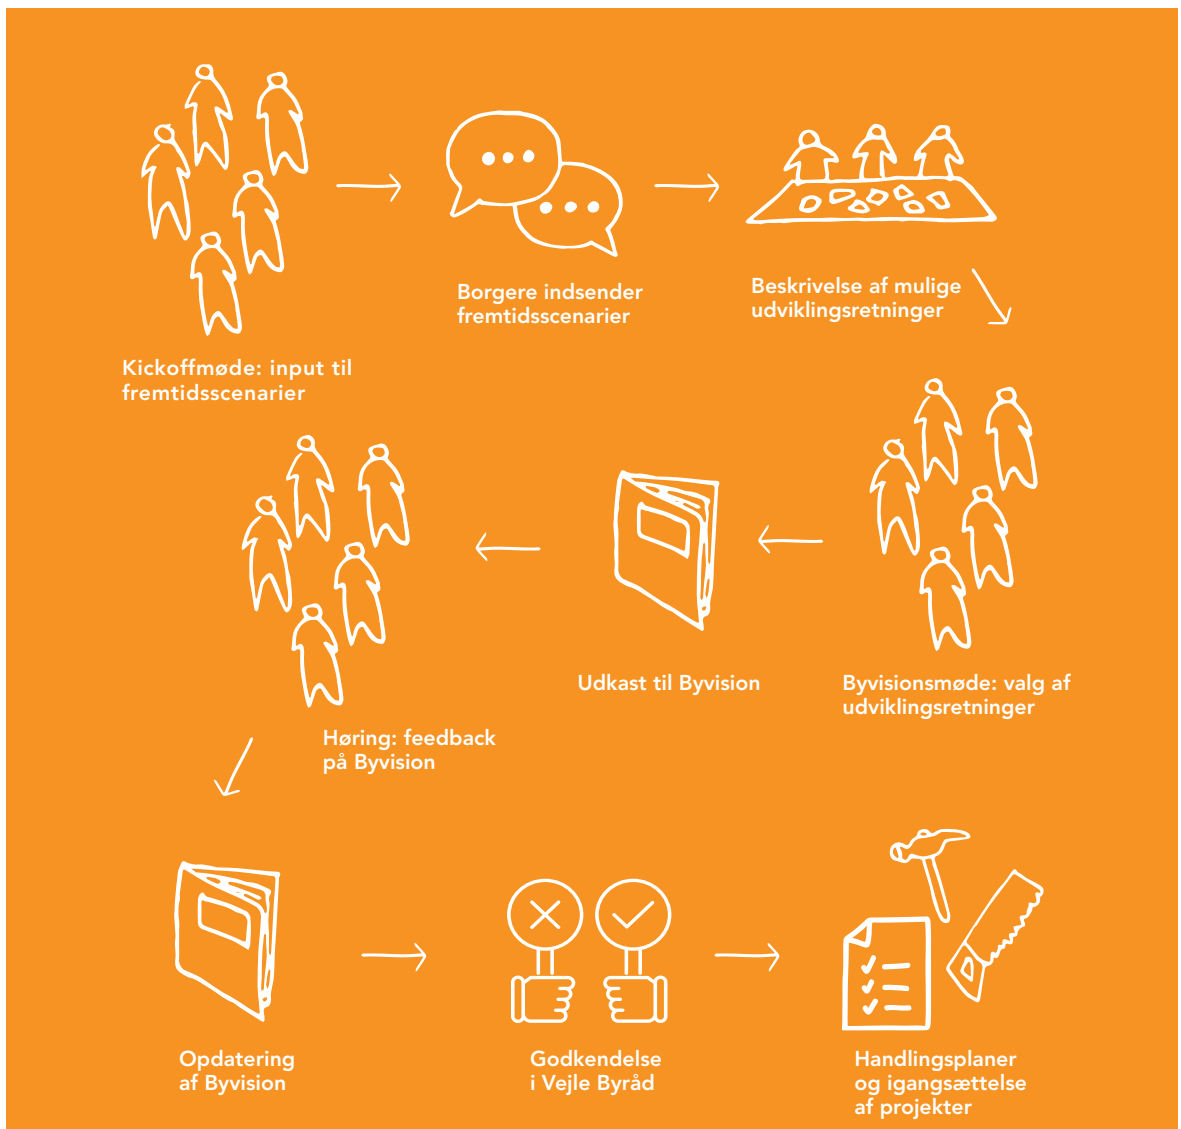 Kickoffmøde: input til
fremtidsscenarier
Borgere indsender
fremtidsscenarier
Beskrivelse af mulige
udviklingsretninger
Byvisionsmøde: valg af
udviklingsretninger
Udkast til Byvision
Høring: feedback
på Byvision
Opdatering
af Byvision
Godkendelse
i Vejle Byråd
Handlingsplaner
og igangsættelse
af projekter